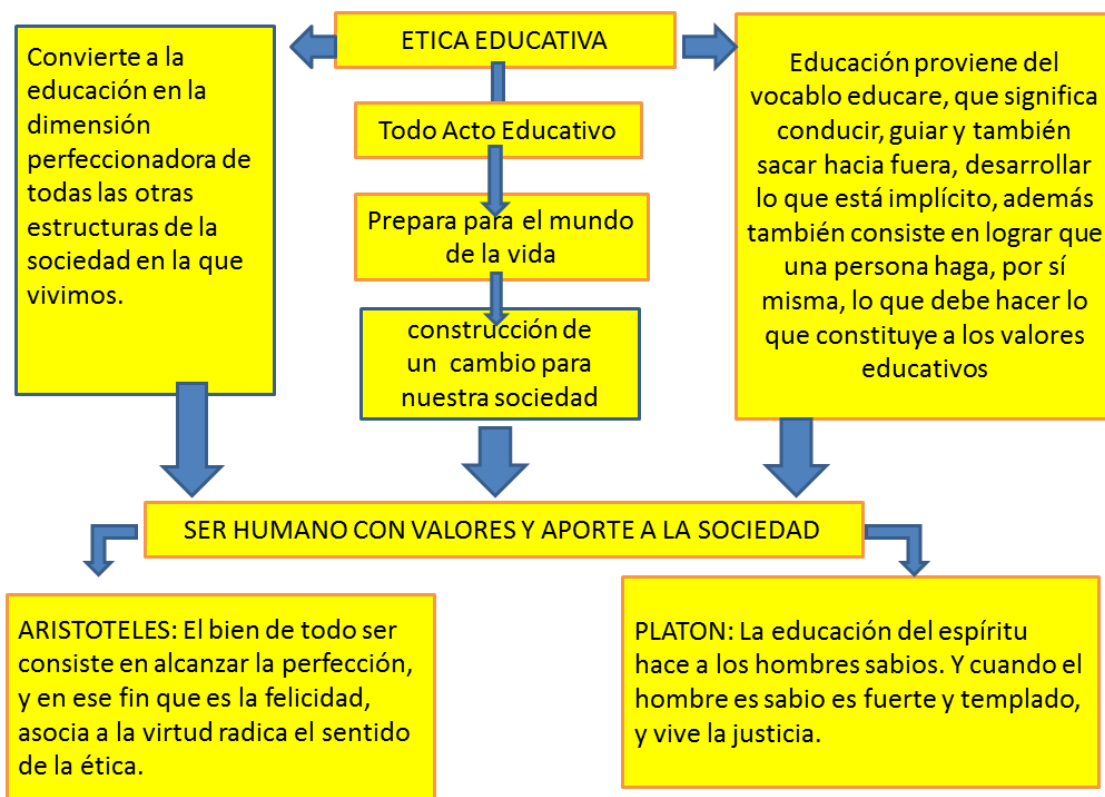 ETICA EDUCATIVA
Convierte a la
educación en la
dimensión
perfeccionadora de
todas las otras
estructuras de la
sociedad en la que
vivimos.
Todo Acto Educativo
Prepara para el mundo
de la vida
construcción de
un cambio para
nuestra sociedad
Educación proviene del
vocablo educare, que significa
conducir, guiar y también
sacar hacia fuera, desarrollar
lo que está implícito, además
también consiste en lograr que
una persona haga, por sí
misma, lo que debe hacer lo
que constituye a los valores
educativos
SER HUMANO CON VALORES Y APORTE A LA SOCIEDAD
ARISTOTELES: El bien de todo ser
consiste en alcanzar la perfección,
y en ese fin que es la felicidad,
asocia a la virtud radica el sentido
de la ética.
PLATON: La educación del espíritu
hace a los hombres sabios. Y cuando el
hombre es sabio es fuerte y templado,
y vive la justicia.